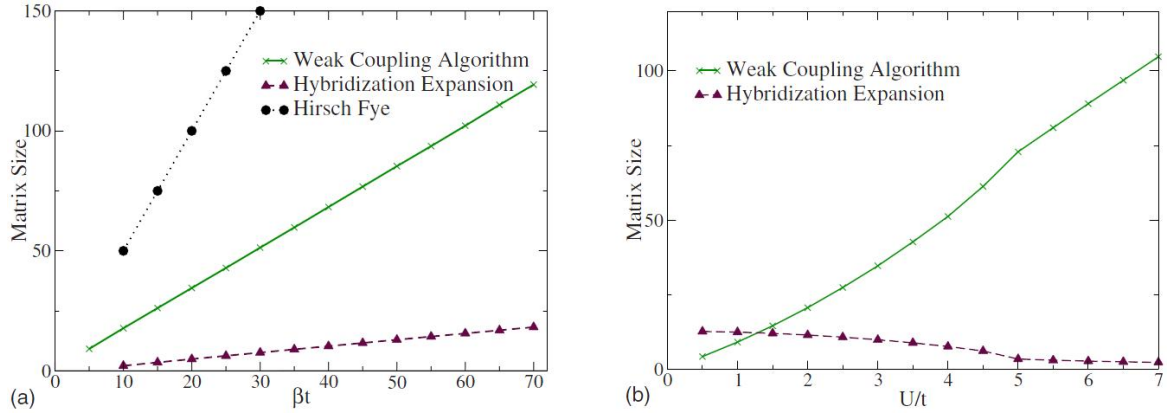 150
100
50
0
Matrix Size
Weak Coupling Algorithm
Hybridization Expansion
Hirsch Fye
0 10 20 30 40 50 60 70
βt
(a)
100
50
0
Matrix Size
Weak Coupling Algorithm
Hybridization Expansion
0 1 2 3 4 5 6 7
U/t
(b)